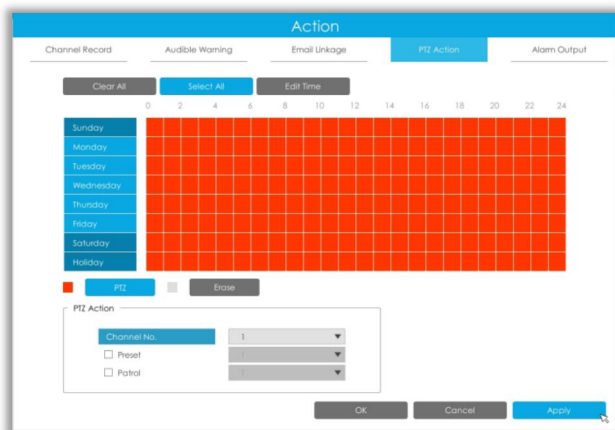 Action
Channel Record Audible Warning Email Linkage PTZ Action Alarm Output
Clear All Select All Edit Time
0 2 4 6 8 10 12 14 16 18 20 22 24
Sunday
Monday
Tuesday
Wednesday
Thursday
Friday
Saturday
Holiday
PTZ Erase
PTZ Action
Channel No. 1
Preset 1
Patrol 1
OK Cancel Apply